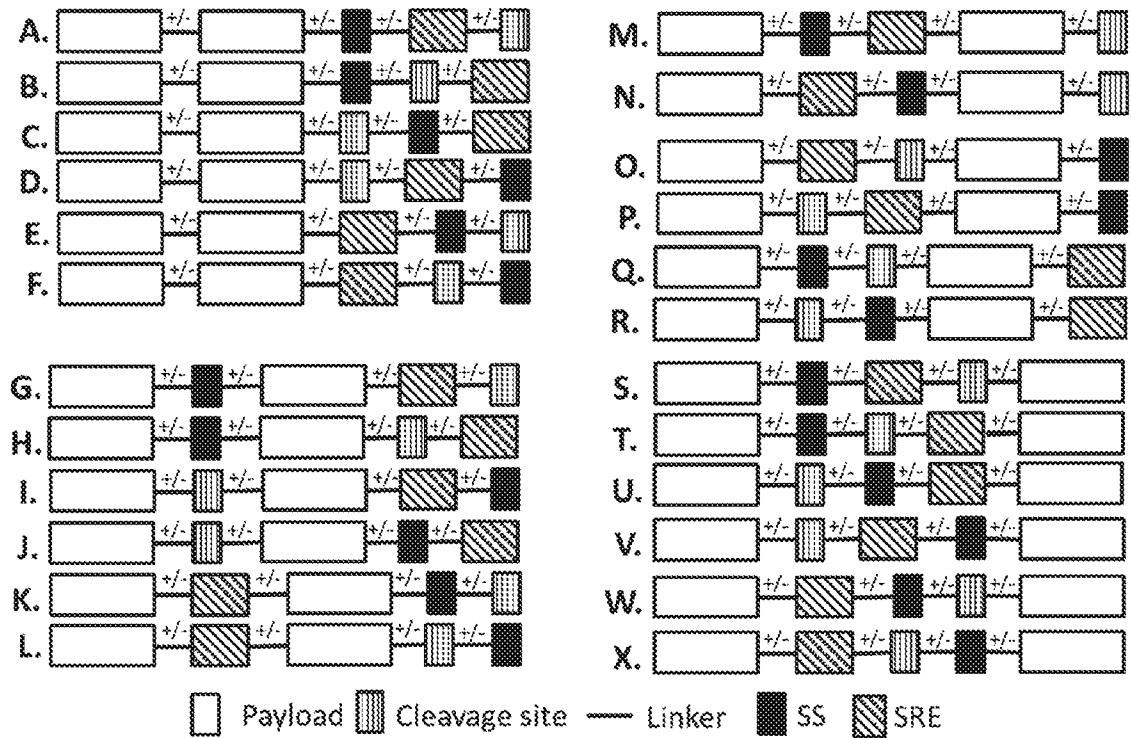 A. +/- +/- +/- +/-
B. +/- +/- +/- +/-
C. +/- +/- +/- +/-
D. +/- +/- +/- +/-
E. +/- +/- +/- +/-
F. +/- +/- +/- +/-
G. +/- +/- +/- +/-
H. +/- +/- +/- +/-
I. +/- +/- +/- +/-
J. +/- +/- +/- +/-
K. +/- +/- +/- +/-
L. +/- +/- +/- +/-
M. +/- +/- +/- +/-
N. +/- +/- +/- +/-
O. +/- +/- +/- +/-
P. +/- +/- +/- +/-
Q. +/- +/- +/- +/-
R. +/- +/- +/- +/-
S. +/- +/- +/- +/-
T. +/- +/- +/- +/-
U. +/- +/- +/- +/-
V. +/- +/- +/- +/-
W. +/- +/- +/- +/-
X. +/- +/- +/- +/-
Payload Cleavage site Linker SS SRE